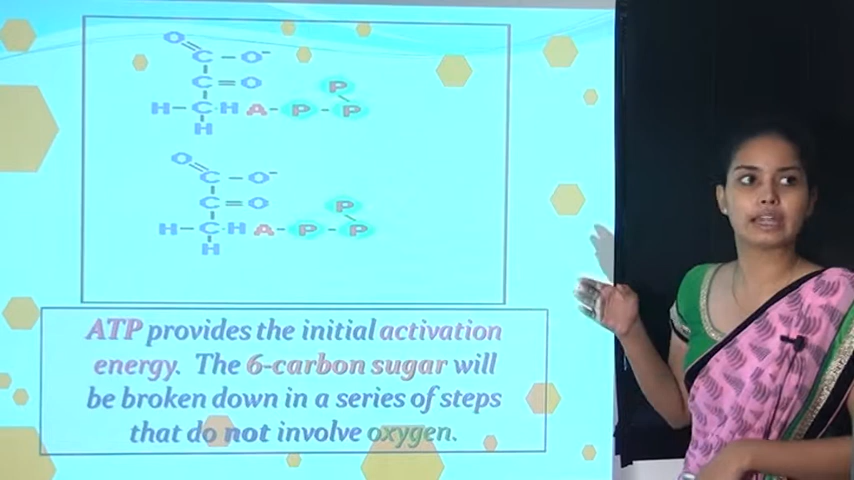 O
C - O-
C = O
H - C - H A - P - P
P
H
O
C - O-
C = O
H - C - H A - P - P
P
H
ATP provides the initial activation
energy. The 6-carbon sugar will
be broken down in a series of steps
that do not involve oxygen.